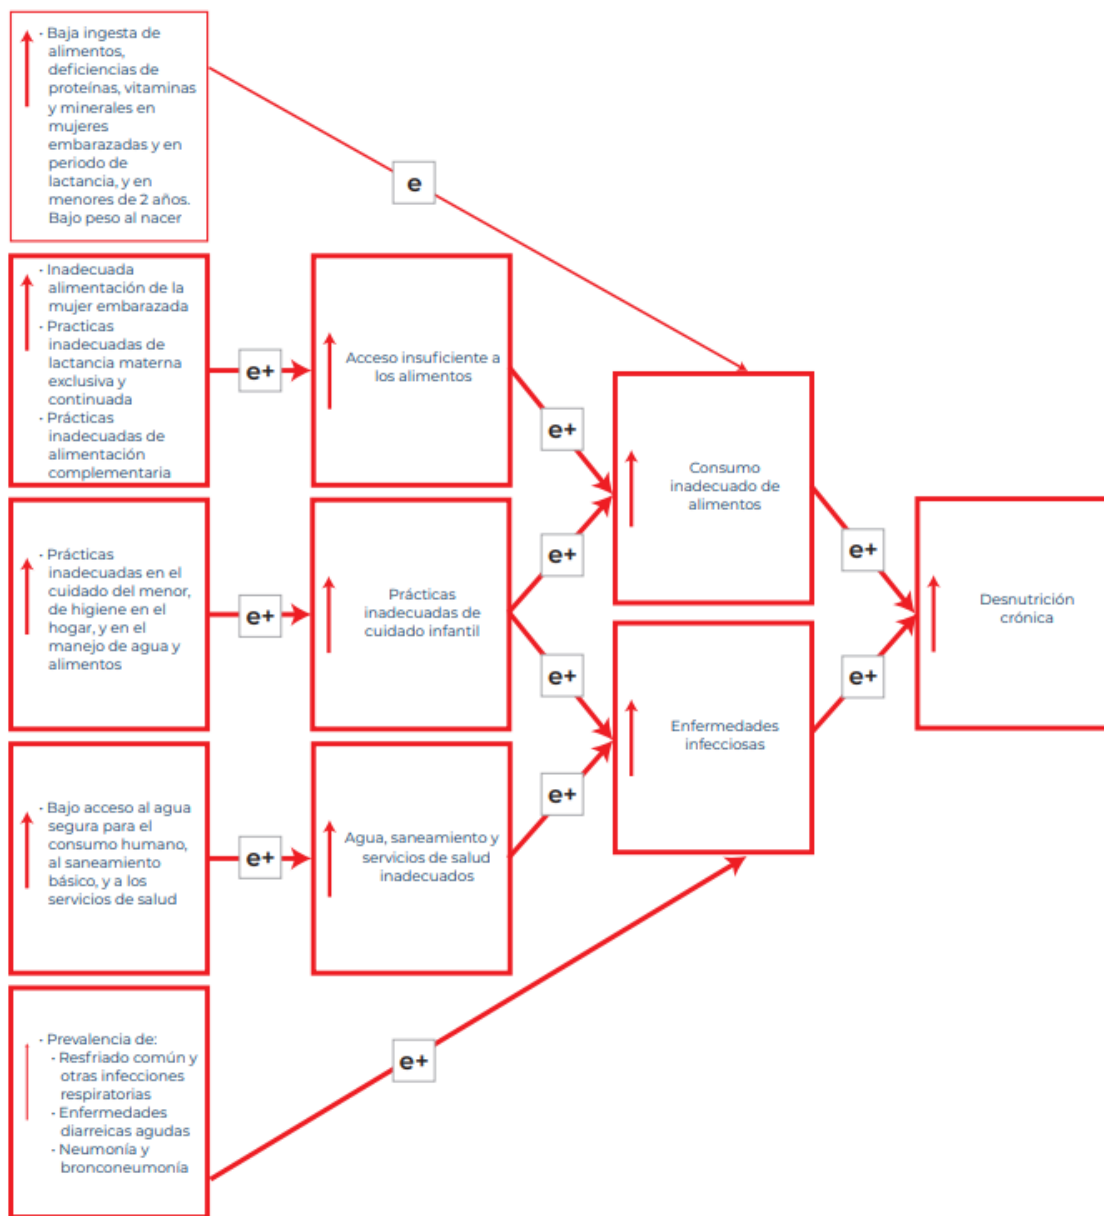 · Baja ingesta de
alimentos,
deficiencias de
proteínas, vitaminas
y minerales en
mujeres
embarazadas y en
periodo de
lactancia, y en
menores de 2 años.
Bajo peso al nacer
e
· Inadecuada
alimentación de la
mujer embarazada
· Practicas
inadecuadas de
lactancia materna
exclusiva y
continuada
· Prácticas
inadecuadas de
alimentación
complementaria
e+
Acceso insuficiente a
los alimentos
e+
Consumo
inadecuado de
alimentos
e+
· Prácticas
inadecuadas en el
cuidado del menor,
de higiene en el
hogar, y en el
manejo de agua y
alimentos
e+
Prácticas
inadecuadas de
cuidado infantil
e+
e+
Desnutrición
crónica
Enfermedades
infecciosas
e+
· Bajo acceso al agua
segura para el
consumo humano,
al saneamiento
básico, y a los
servicios de salud
e+
Agua, saneamiento y
servicios de salud
inadecuados
e+
· Prevalencia de:
· Resfriado común y
otras infecciones
respiratorias
· Enfermedades
diarreicas agudas
· Neumonía y
bronconeumonía
e+